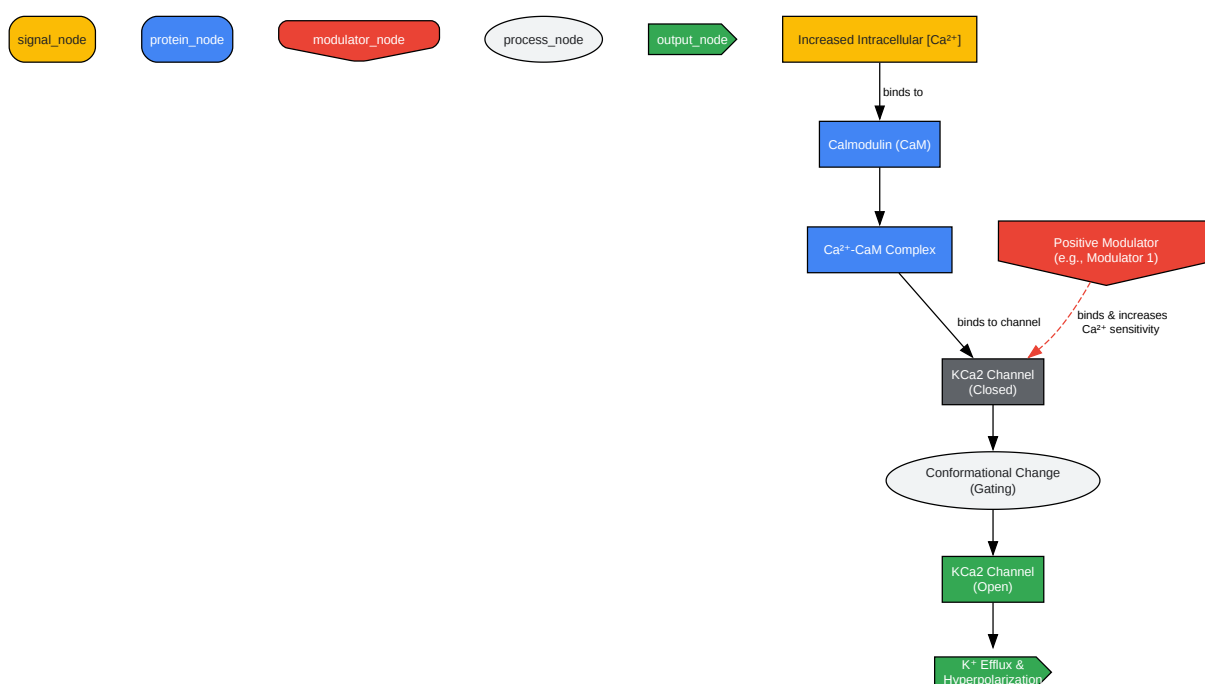 signal_node
protein_node
modulator_node
process_node
output_node
Increased Intracellular [Ca²⁺]
binds to
Calmodulin (CaM)
Ca²⁺-CaM Complex
Positive Modulator
(e.g., Modulator 1)
binds to channel
binds & increases
Ca²⁺ sensitivity
KCa2 Channel
(Closed)
Conformational Change
(Gating)
KCa2 Channel
(Open)
K⁺ Efflux &
Hyperpolarization